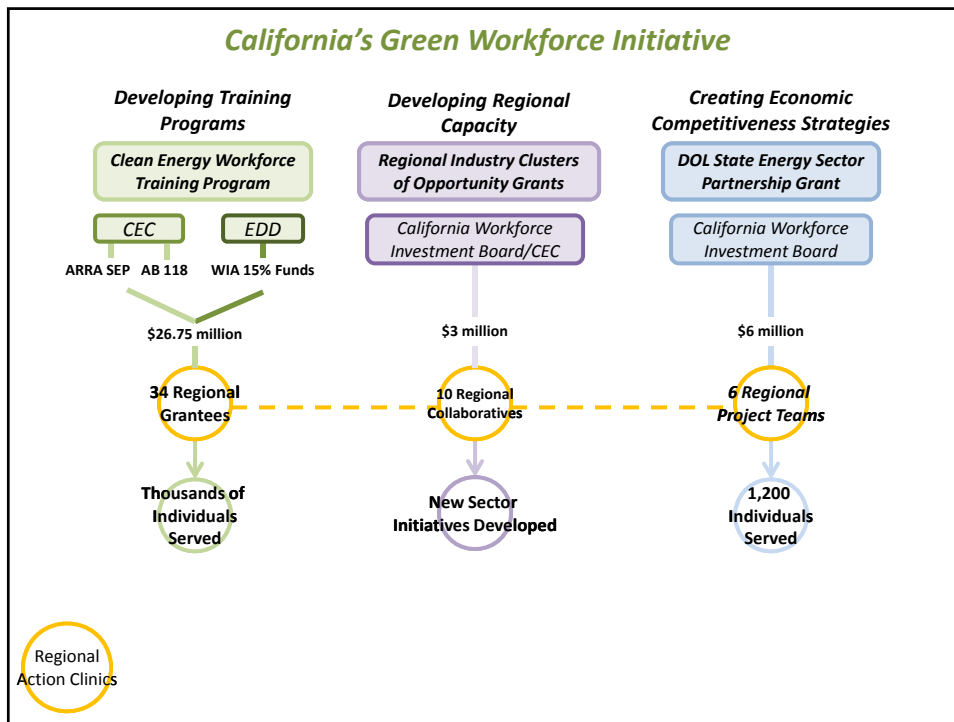 California's Green Workforce Initiative
Developing Training
Programs
Clean Energy Workforce
Training Program
CEC
EDD
ARRA SEP
AB 118
WIA 15% Funds
$26.75 million
34 Regional
Grantees
Thousands of
Individuals
Served
Developing Regional
Capacity
Regional Industry Clusters
of Opportunity Grants
California Workforce
Investment Board/CEC
$3 million
10 Regional
Collaboratives
New Sector
Initiatives Developed
Creating Economic
Competitiveness Strategies
DOL State Energy Sector
Partnership Grant
California Workforce
Investment Board
$6 million
6 Regional
Project Teams
1,200
Individuals
Served
Regional
Action Clinics